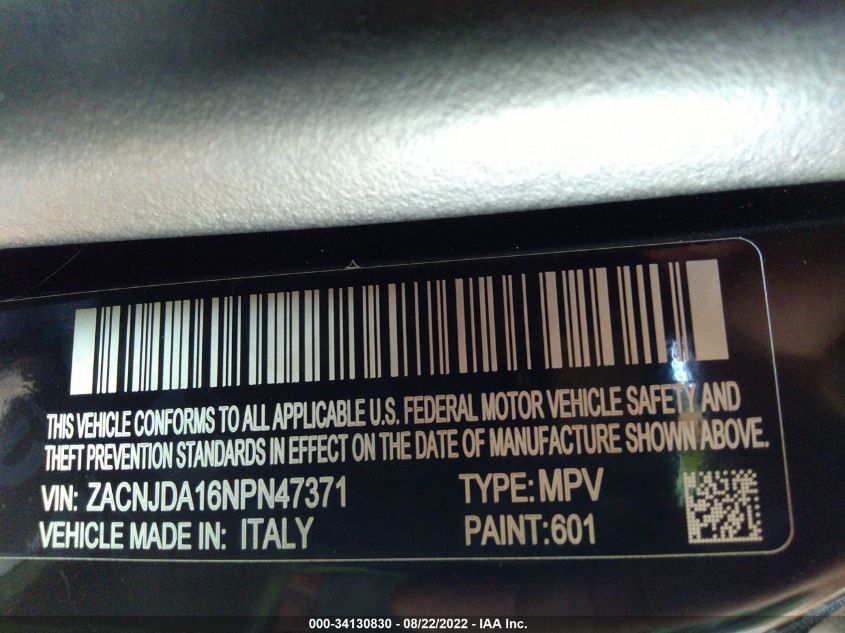 THIS VEHICLE CONFORMS TO ALL APPLICABLE U.S. FEDERAL MOTOR VEHICLE SAFETY AND
THEFT PREVENTION STANDARDS IN EFFECT ON THE DATE OF MANUFACTURE SHOWN ABOVE.
VIN: ZACNJDA16NPN47371 TYPE: MPV
VEHICLE MADE IN: ITALY PAINT:601
000-34130830 - 08/22/2022 - IAA Inc.